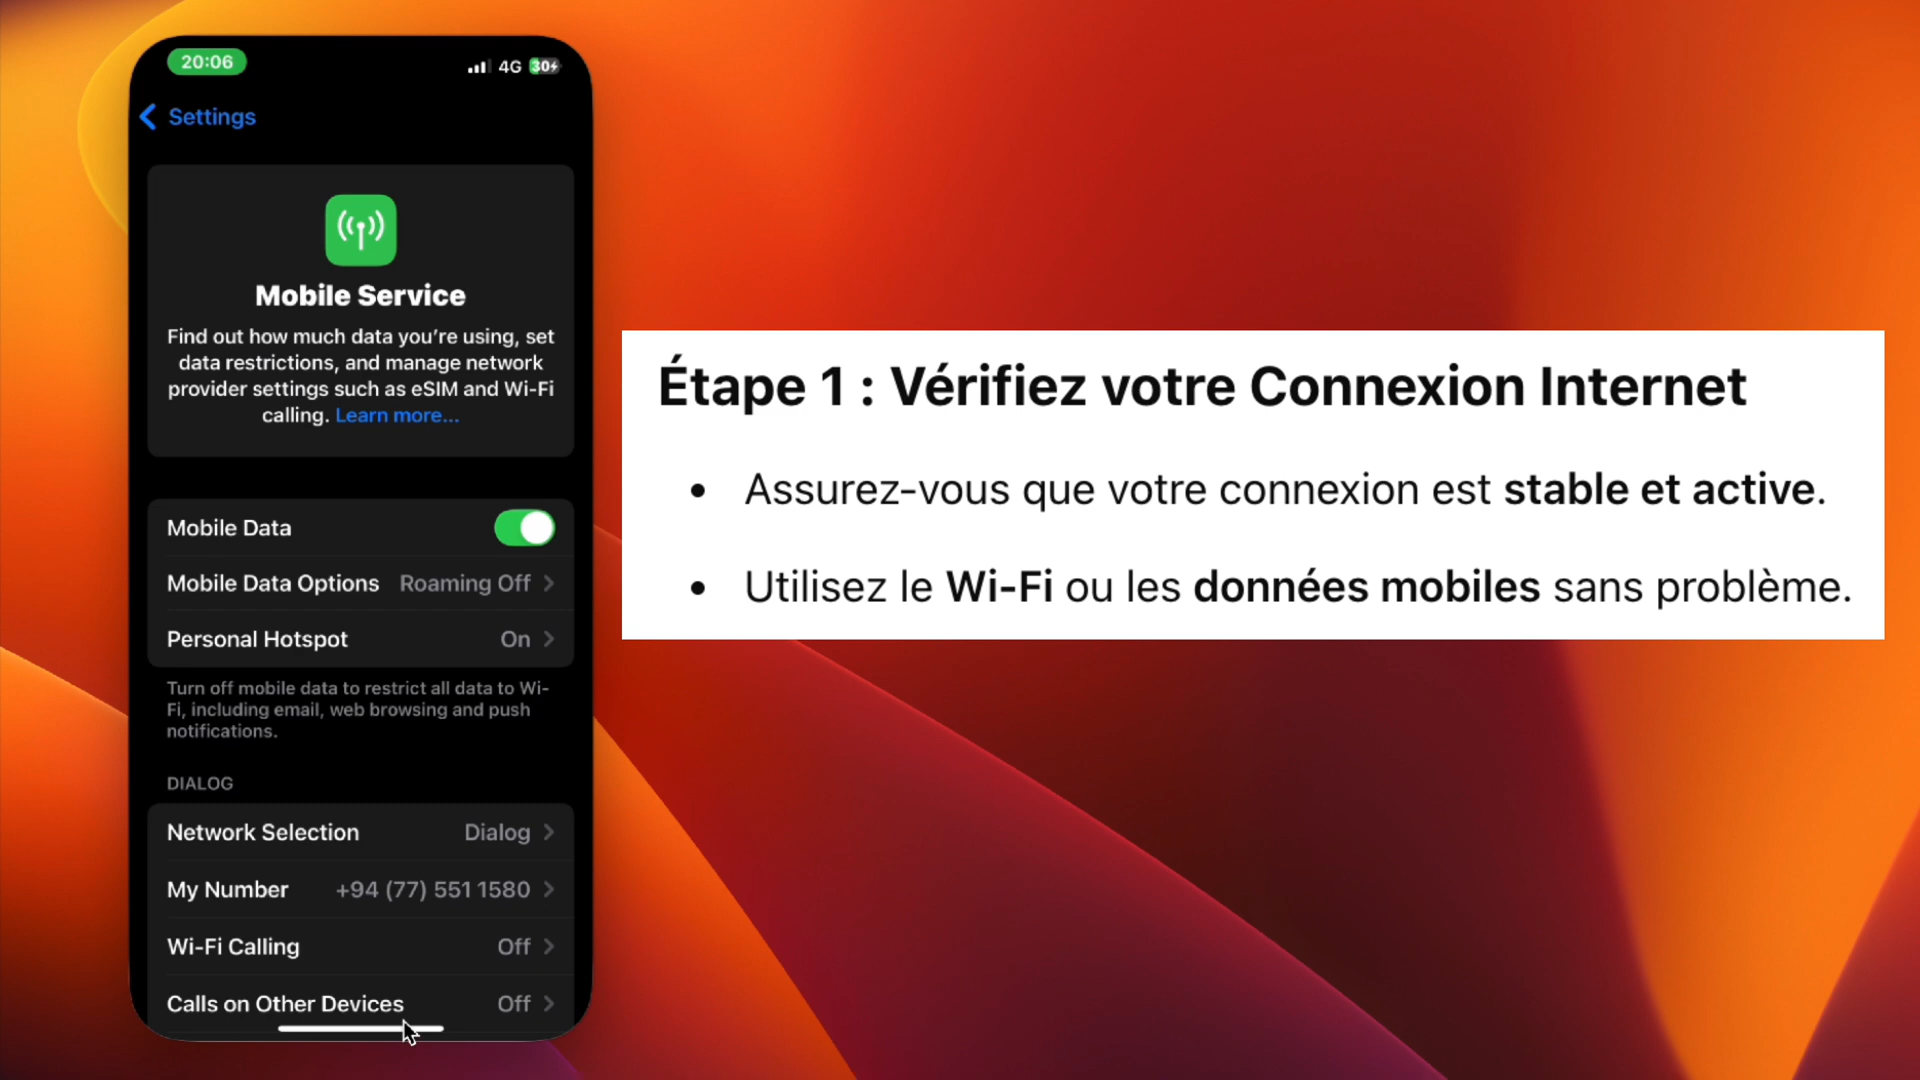 20:06
4G 30
Settings
Mobile Service
Find out how much data you're using, set
data restrictions, and manage network
provider settings such as eSIM and Wi-Fi
calling. Learn more...
Mobile Data
Mobile Data Options Roaming Off
Personal Hotspot On
Turn off mobile data to restrict all data to Wi-
Fi, including email, web browsing and push
notifications.
DIALOG
Network Selection Dialog
My Number +94 (77) 551 1580
Wi-Fi Calling Off
Calls on Other Devices Off
Étape 1 : Vérifiez votre Connexion Internet
• Assurez-vous que votre connexion est stable et active.
• Utilisez le Wi-Fi ou les données mobiles sans problème.